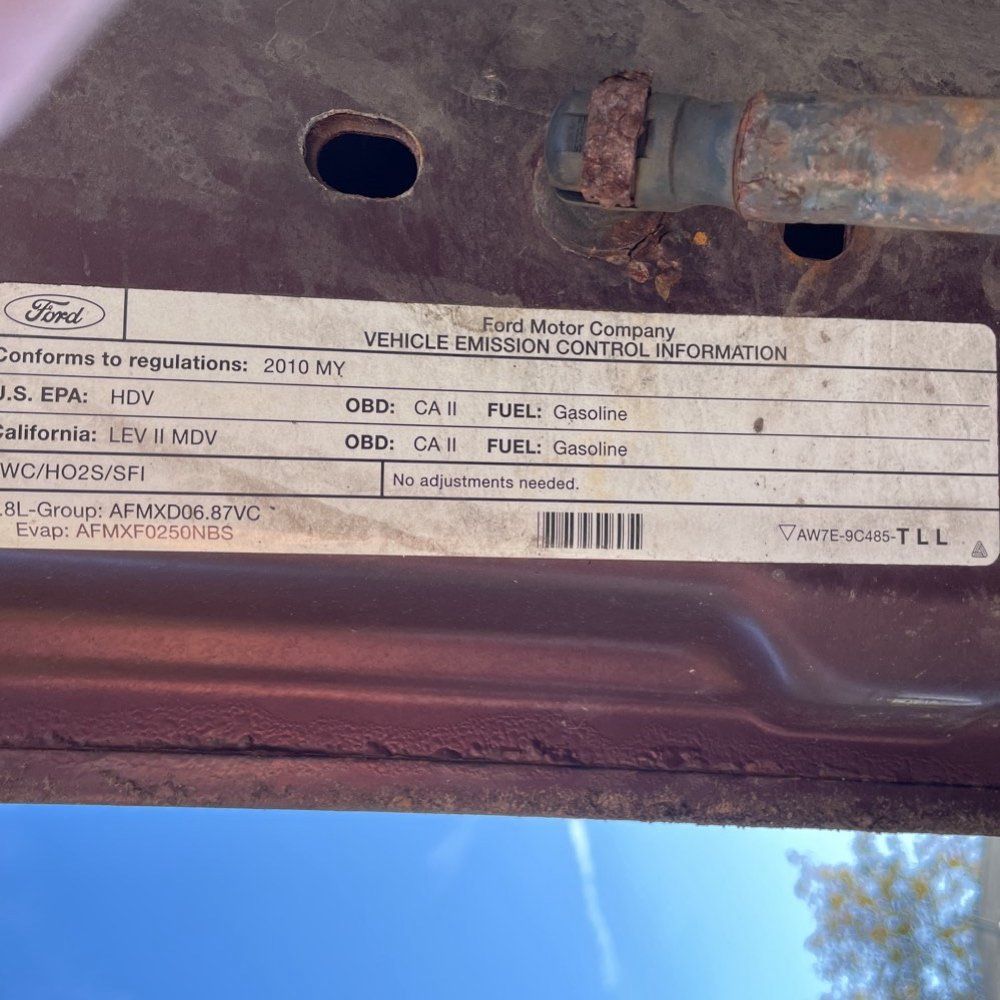 Ford
Ford Motor Company
VEHICLE EMISSION CONTROL INFORMATION
Conforms to regulations: 2010 MY
U.S. EPA: HDV OBD: CA II FUEL: Gasoline
California: LEV II MDV OBD: CA II FUEL: Gasoline
WC/HO2S/SFI No adjustments needed.
.8L-Group: AFMXD06.87VC
Evap: AFMXF0250NBS
AW7E-9C485-TLL